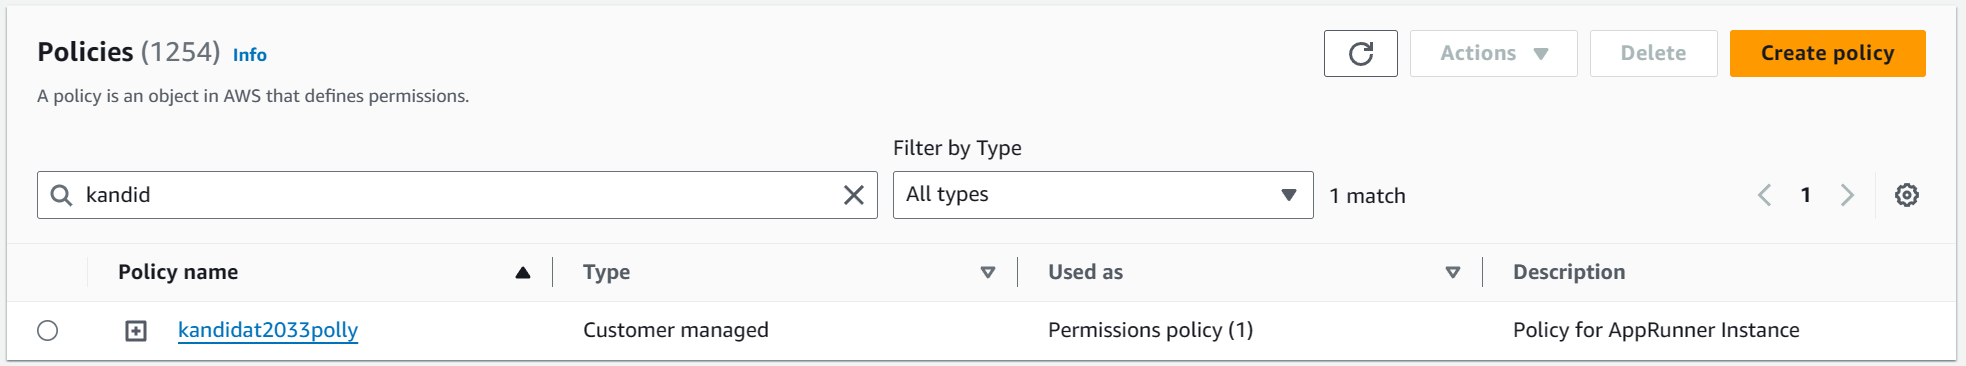 Policies (1254) Info
Actions Delete Create policy
A policy is an object in AWS that defines permissions.
Filter by Type
kandid All types 1 match 1
Policy name Type Used as Description
kandidat2033polly Customer managed Permissions policy (1) Policy for AppRunner Instance